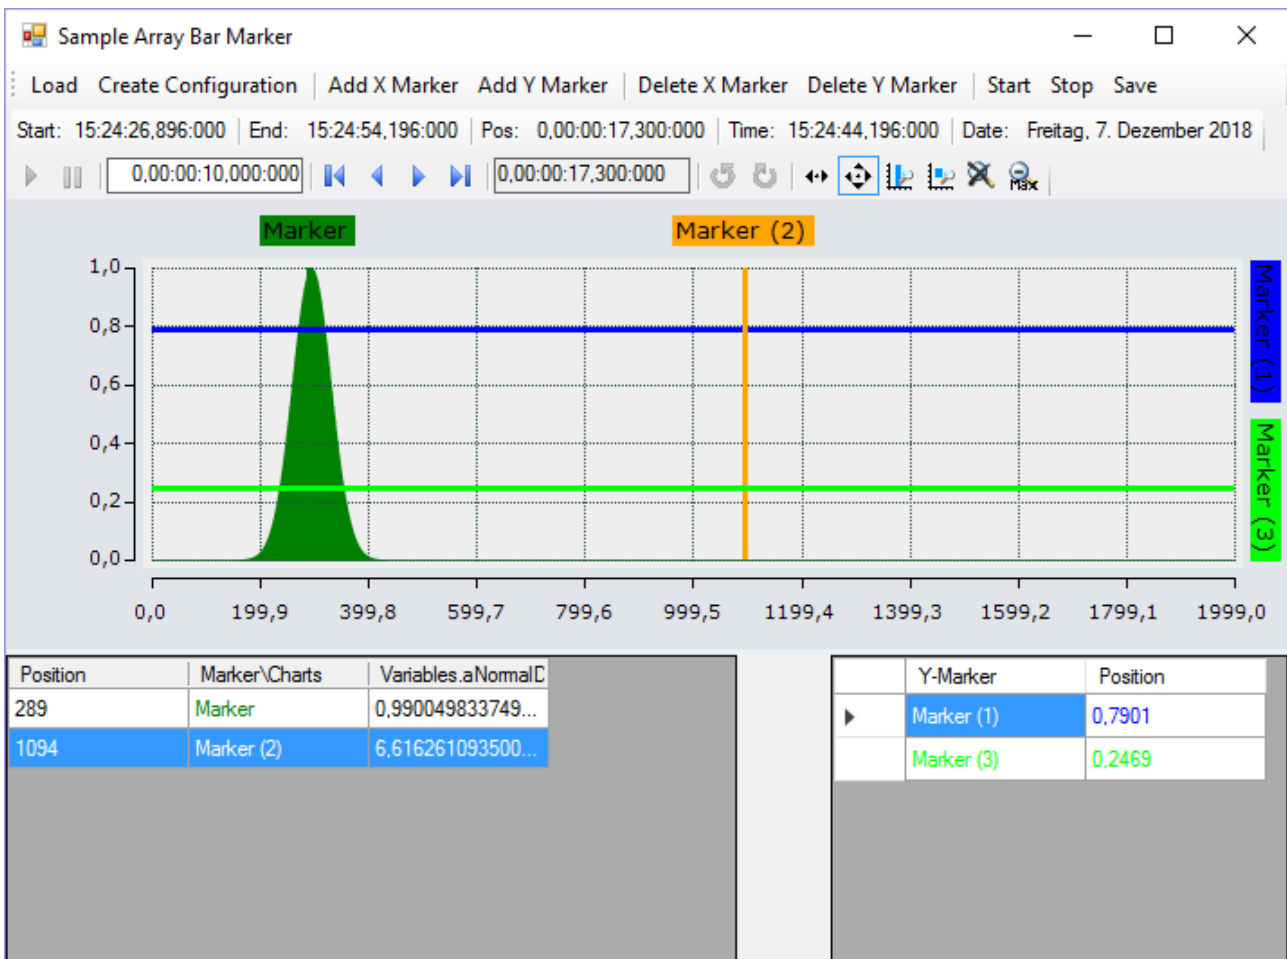 Sample Array Bar Marker
Load Create Configuration Add X Marker Add Y Marker Delete X Marker Delete Y Marker Start Stop Save
Start: 15:24:26,896:000 End: 15:24:54,196:000 Pos: 0,00:00:17,300:000 Time: 15:24:44,196:000 Date: Freitag, 7. Dezember 2018
0,00:00:10,000:000 0,00:00:17,300:000 Max
Marker Marker (2)
1,0
0,8
0,6
0,4
0,2
0,0
Marker (1)
Marker (3)
0,0 199,9 399,8 599,7 799,6 999,5 1199,4 1399,3 1599,2 1799,1 1999,0
Position Marker\Charts Variables.aNormalD
289 Marker 0,990049833749...
1094 Marker (2) 6,616261093500...
Y-Marker Position
Marker (1) 0,7901
Marker (3) 0,2469